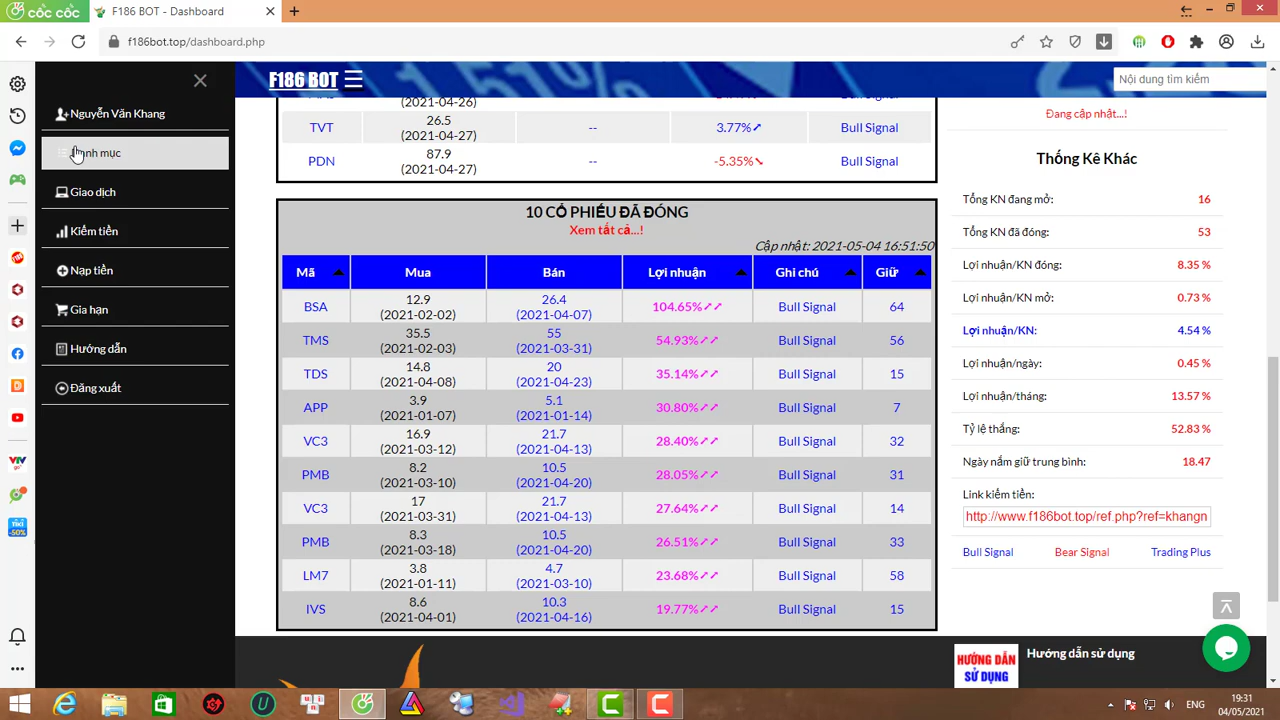 cốc cốc
F186 BOT - Dashboard
f186bot.top/dashboard.php
Nguyễn Văn Khang
anh mục
Giao dịch
Kiếm tiền
Nạp tiền
Gia hạn
Hướng dẫn
Đăng xuất
F186 BOT
Nội dung tìm kiếm
(2021-04-26)
TVT 26.5 -- 3.77% Bull Signal
(2021-04-27)
PDN 87.9 -- -5.35% Bull Signal
(2021-04-27)
10 CỔ PHIẾU ĐÃ ĐÓNG
Xem tất cả...!
Cập nhật: 2021-05-04 16:51:50
Mã Mua Bán Lợi nhuận Ghi chú Giữ
BSA 12.9 26.4 104.65% Bull Signal 64
(2021-02-02) (2021-04-07)
TMS 35.5 55 54.93% Bull Signal 56
(2021-02-03) (2021-03-31)
TDS 14.8 20 35.14% Bull Signal 15
(2021-04-08) (2021-04-23)
APP 3.9 5.1 30.80% Bull Signal 7
(2021-01-07) (2021-01-14)
VC3 16.9 21.7 28.40% Bull Signal 32
(2021-03-12) (2021-04-13)
PMB 8.2 10.5 28.05% Bull Signal 31
(2021-03-10) (2021-04-20)
VC3 17 21.7 27.64% Bull Signal 14
(2021-03-31) (2021-04-13)
PMB 8.3 10.5 26.51% Bull Signal 33
(2021-03-18) (2021-04-20)
LM7 3.8 4.7 23.68% Bull Signal 58
(2021-01-11) (2021-03-10)
IVS 8.6 10.3 19.77% Bull Signal 15
(2021-04-01) (2021-04-16)
Đang cập nhật...!
Thống Kê Khác
Tổng KN đang mở: 16
Tổng KN đã đóng: 53
Lợi nhuận/KN đóng: 8.35 %
Lợi nhuận/KN mở: 0.73 %
Lợi nhuận/KN: 4.54 %
Lợi nhuận/ngày: 0.45 %
Lợi nhuận/tháng: 13.57 %
Tỷ lệ thắng: 52.83 %
Ngày nắm giữ trung bình: 18.47
Link kiếm tiền:
http://www.f186bot.top/ref.php?ref=khangn
Bull Signal Bear Signal Trading Plus
HƯỚNG DẪN
SỬ DỤNG
Hướng dẫn sử dụng
VTV
go
TIKI
-50%
ENG
19:31
04/05/2021